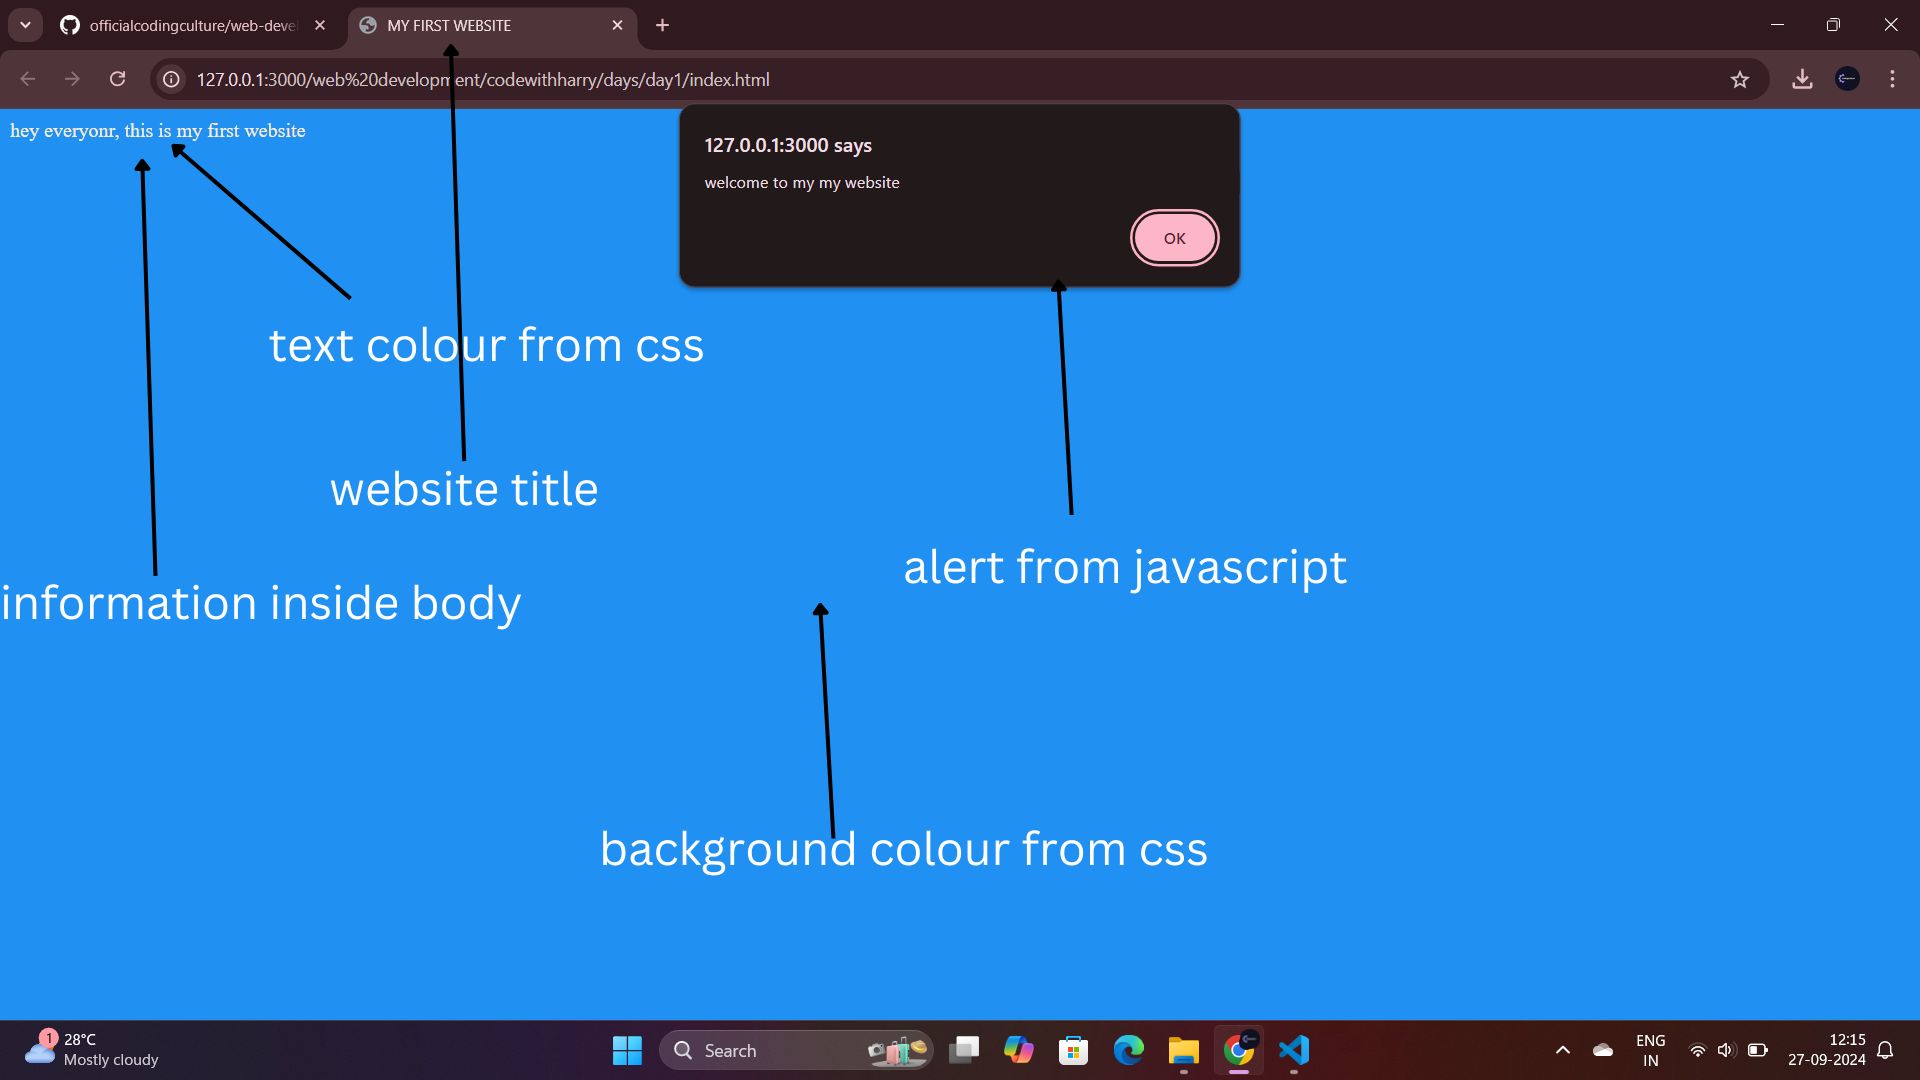 officialcodingculture/web-deve
MY FIRST WEBSITE
127.0.0.1:3000/web%20development/codewithharry/days/day1/index.html
hey everyonr, this is my first website
127.0.0.1:3000 says
welcome to my my website
OK
text colour from css
website title
alert from javascript
information inside body
background colour from css
1
28°C
Mostly cloudy
Search
ENG
IN
12:15
27-09-2024